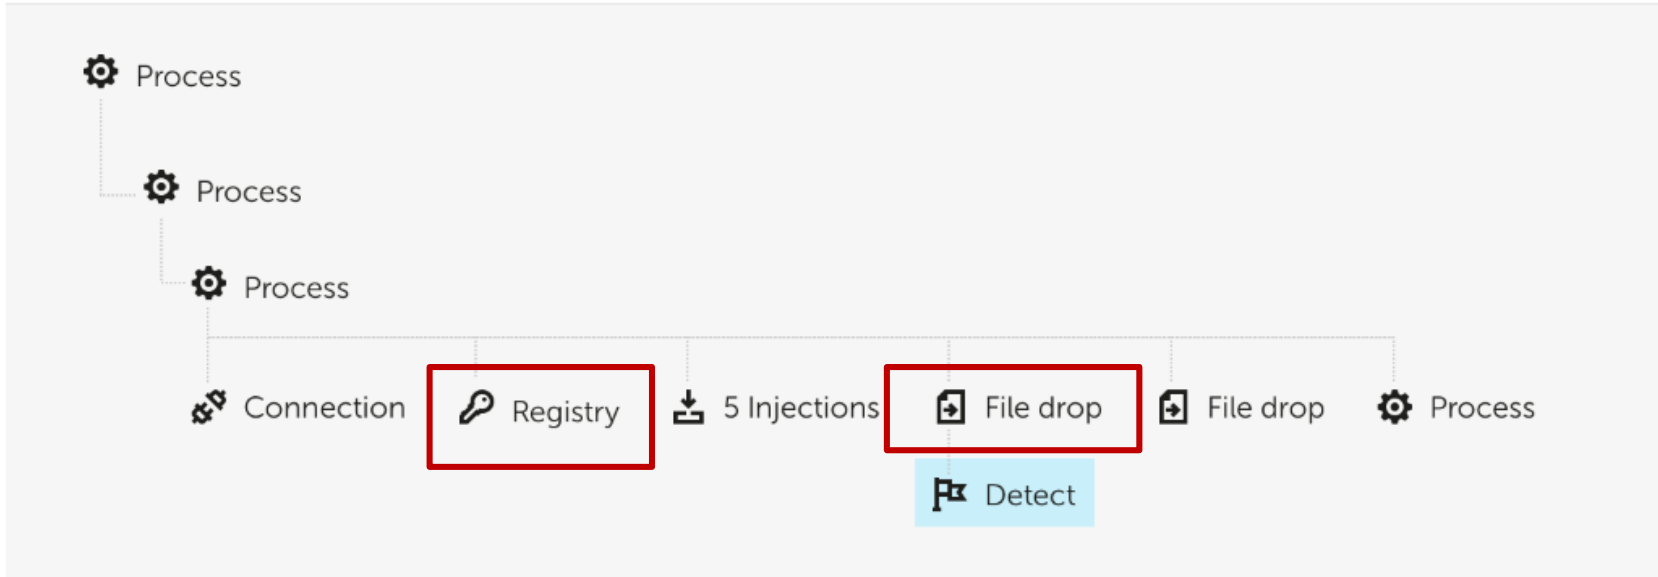 Process
Process
Process
Connection Registry 5 Injections File drop File drop Process
Detect